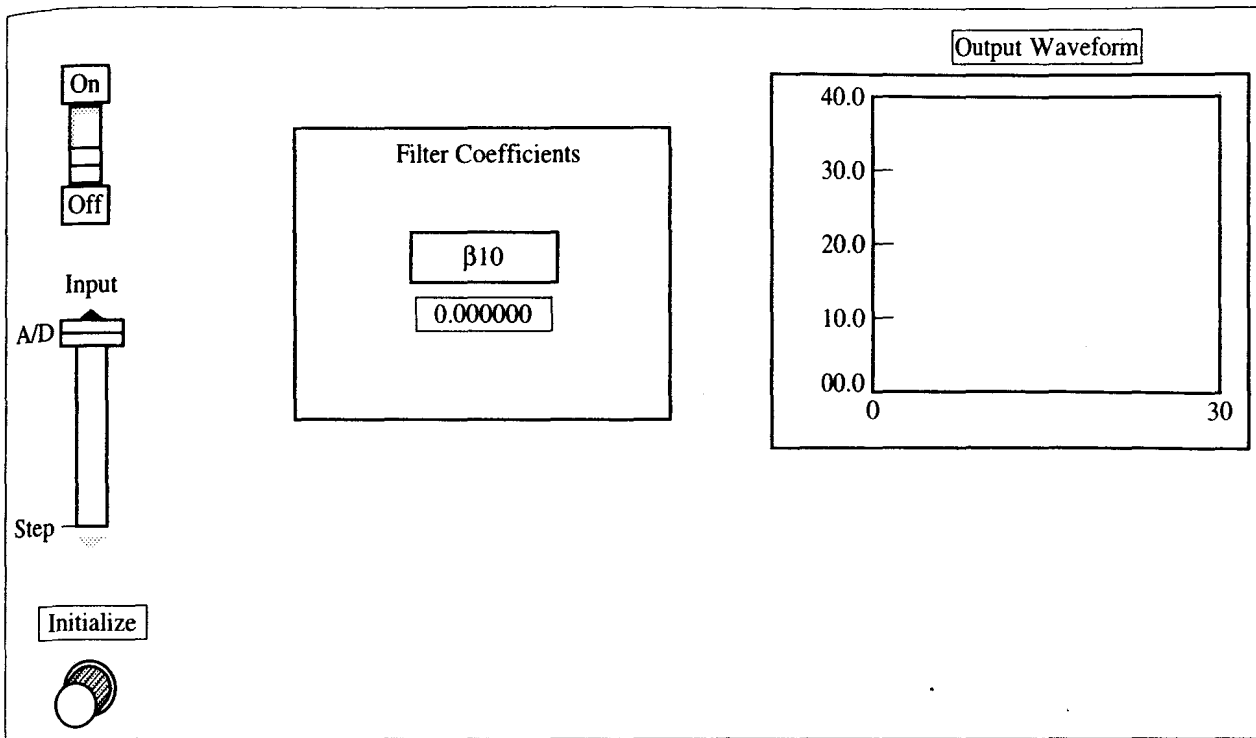 On
Off
Input
A/D
Step
Initialize
Filter Coefficients
β10
0.000000
Output Waveform
40.0
30.0
20.0
10.0
00.0
0 30